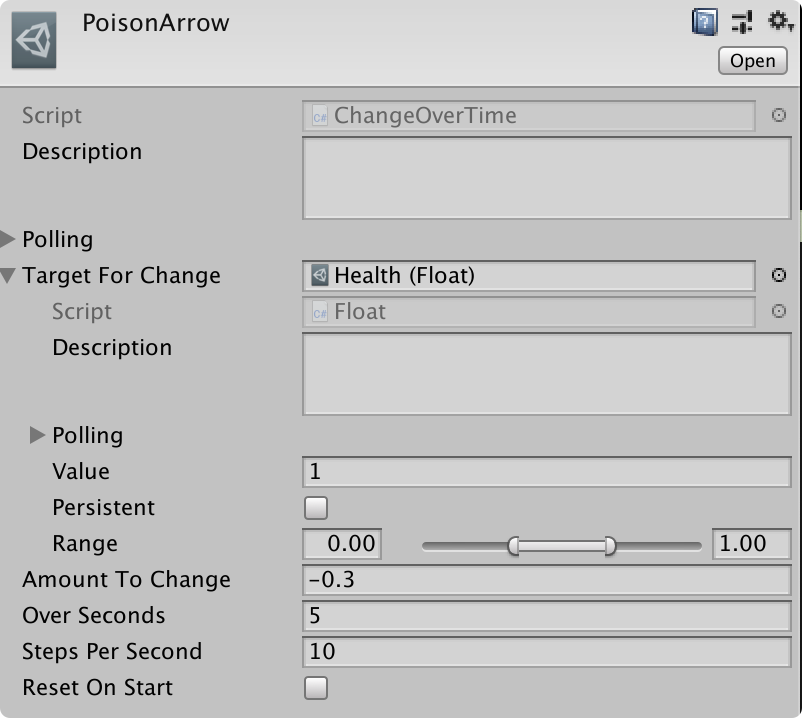 PoisonArrow
Open
Script
C# ChangeOverTime
Description
Polling
Target For Change
Health (Float)
Script
C# Float
Description
Polling
Value
1
Persistent
Range
0.00
1.00
Amount To Change
-0.3
Over Seconds
5
Steps Per Second
10
Reset On Start